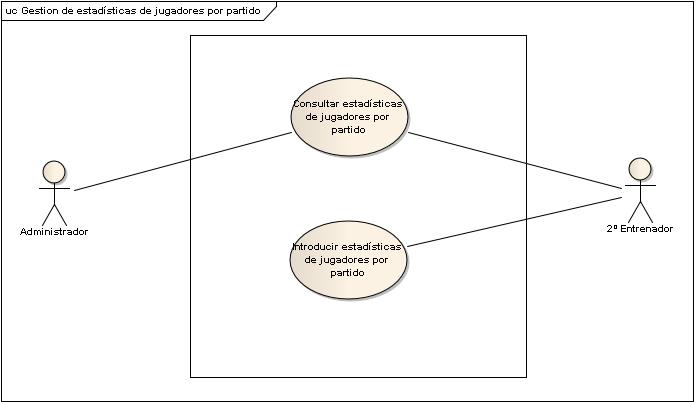 uc Gestion de estadísticas de jugadores por partido
Consultar estadísticas
de jugadores por
partido
Administrador
2º Entrenador
Introducir estadísticas
de jugadores por
partido